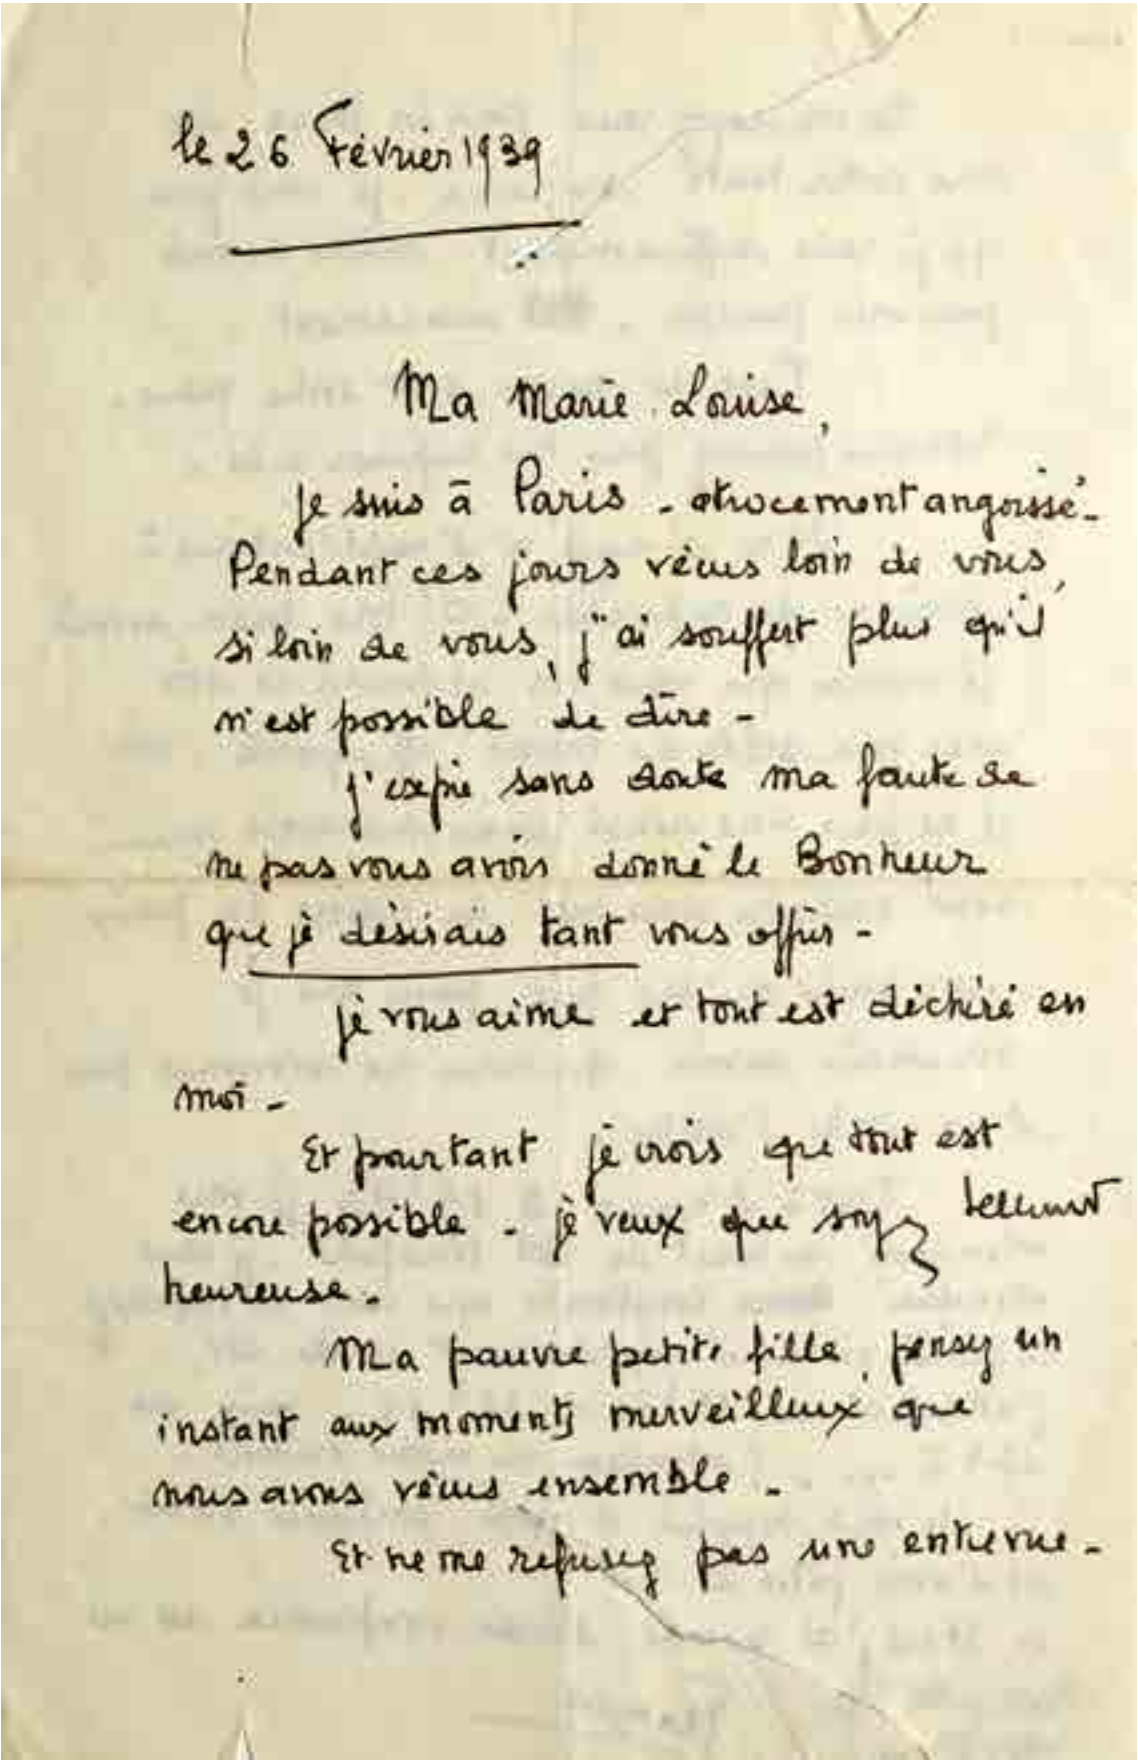 le 26 Février 1939
Ma Marie Louise,
je suis à Paris - atrocement angoissé -
Pendant ces jours vécus loin de vous,
si loin de vous, j'ai souffert plus qu'il
n'est possible de dire -
j'expie sans doute ma faute de
ne pas vous avoir donné le Bonheur
que je désirais tant vous offrir -
je vous aime et tout est déchiré en
moi -
Et pourtant je crois que tout est
encore possible - je veux que soyez tellement
heureuse -
Ma pauvre petite fille, pensez un
instant aux moments merveilleux que
nous avons vécus ensemble -
Et ne me refusez pas une entrevue -